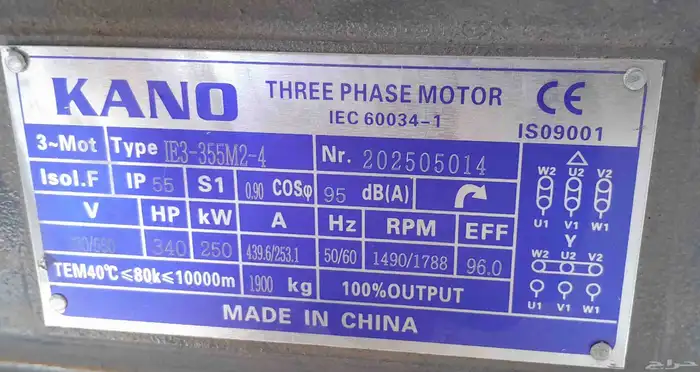 KANO
THREE PHASE MOTOR
IEC 60034-1
CE
ISO9001
3~Mot Type IE3-355M2-4 Nr. 202505014
Isol.F IP 55 S1 0.90 COSφ 95 dB(A)
V HP kW A Hz RPM EFF
340 250 439.6/253.1 50/60 1490/1788 96.0
TEM40℃≤80k≤10000m 1900 kg 100%OUTPUT
MADE IN CHINA
△
W2 U2 V2
U1 V1 W1
Y
W2 U2 V2
U1 V1 W1
حراج